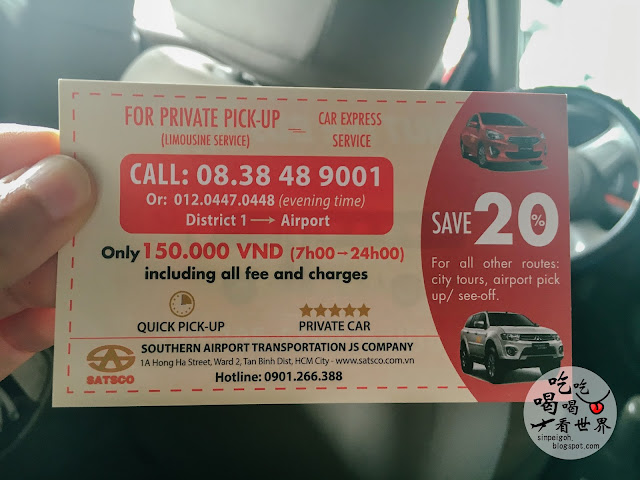 FOR PRIVATE PICK-UP
(LIMOUSINE SERVICE)
CAR EXPRESS
SERVICE
CALL: 08.38 48 9001
Or: 012.0447.0448 (evening time)
District 1 → Airport
Only 150.000 VND (7h00→24h00)
including all fee and charges
QUICK PICK-UP
PRIVATE CAR
SATSCO
SOUTHERN AIRPORT TRANSPORTATION JS COMPANY
1A Hong Ha Street, Ward 2, Tan Binh Dist, HCM City - www.satsco.com.vn
Hotline: 0901.266.388
SAVE 20%
For all other routes:
city tours, airport pick
up/ see-off.
吃吃
喝喝
看世界
sinpeigoh.
blogspot.com